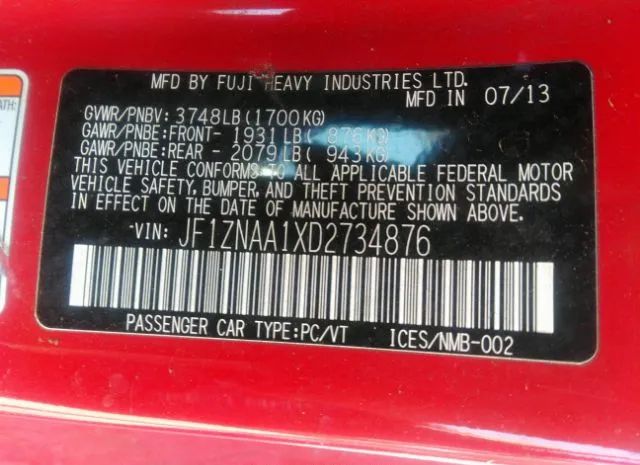 ATH:
MFD BY FUJI HEAVY INDUSTRIES LTD.
MFD IN 07/13
GVWR/PNBV: 3748LB(1700KG)
GAWR/PNBE:FRONT- 1931LB( 876KG)
GAWR/PNBE:REAR - 2079LB( 943KG)
THIS VEHICLE CONFORMS TO ALL APPLICABLE FEDERAL MOTOR
VEHICLE SAFETY, BUMPER, AND THEFT PREVENTION STANDARDS
IN EFFECT ON THE DATE OF MANUFACTURE SHOWN ABOVE.
VIN: JF1ZNAA1XD2734876
PASSENGER CAR TYPE:PC/VT ICES/NMB-002